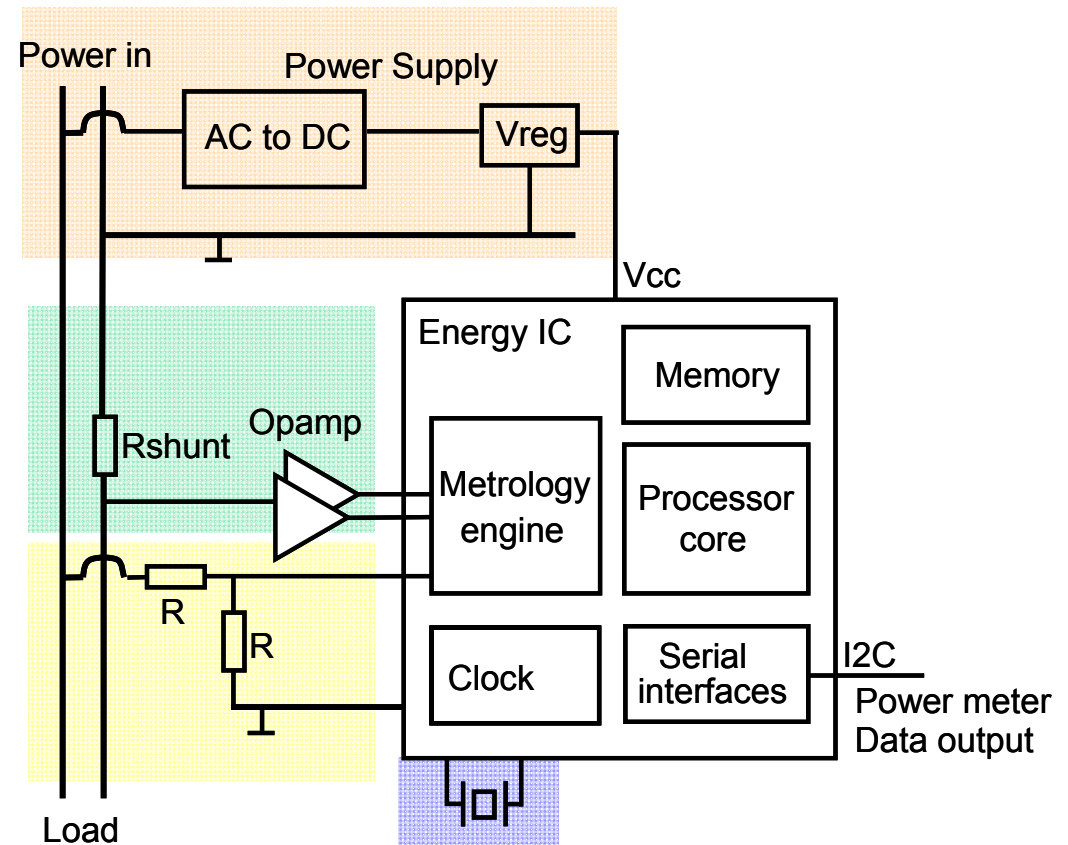 Power in
Power Supply
AC to DC
Vreg
Vcc
Energy IC
Memory
Opamp
Rshunt
Metrology
engine
Processor
core
R
R
Clock
Serial
interfaces
I2C
Power meter
Data output
Load